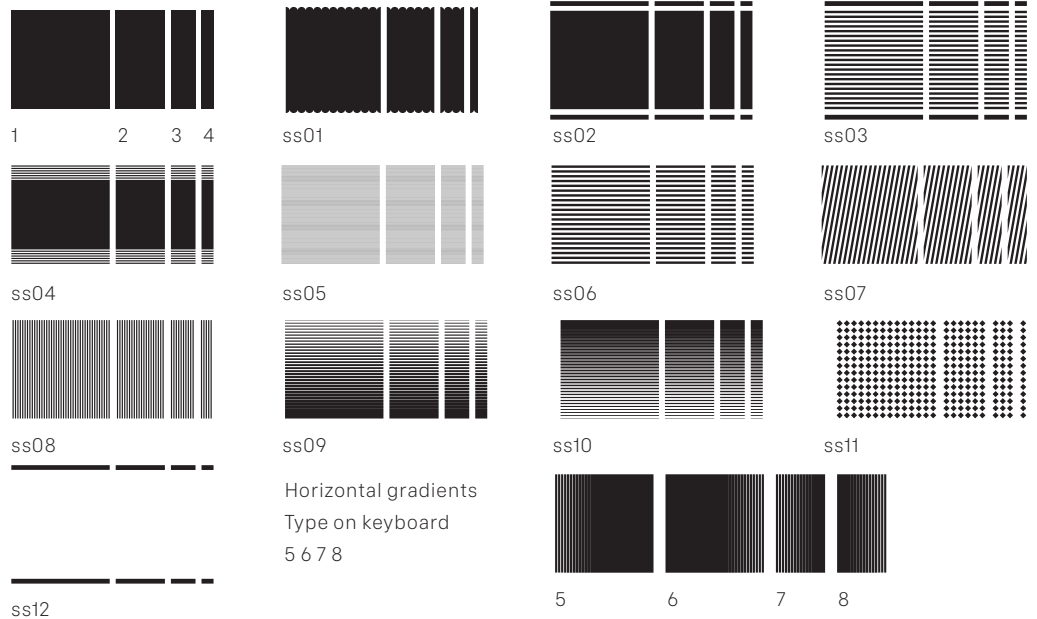 1 2 3 4 ss01 ss02 ss03
ss04 ss05 ss06 ss07
ss08 ss09 ss10 ss11
Horizontal gradients
Type on keyboard
5 6 7 8
5 6 7 8
ss12